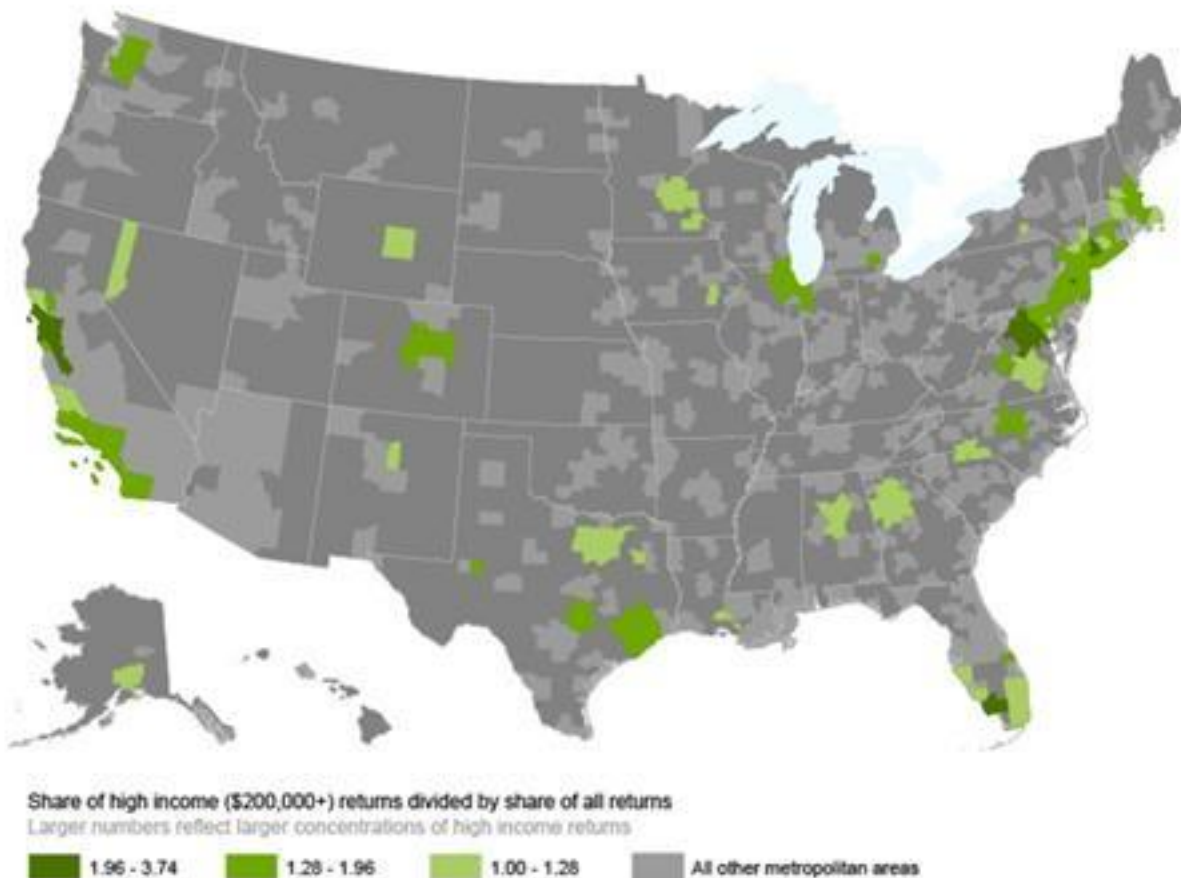 Share of high income ($200,000+) returns divided by share of all returns
Larger numbers reflect larger concentrations of high income returns
1.96 - 3.74 1.28 - 1.96 1.00 - 1.28 All other metropolitan areas